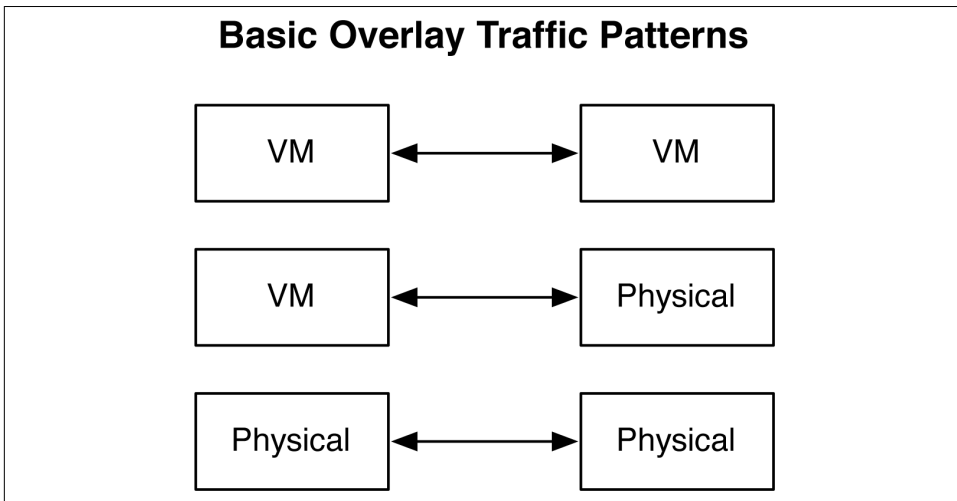 Basic Overlay Traffic Patterns
VM
VM
VM
Physical
Physical
Physical